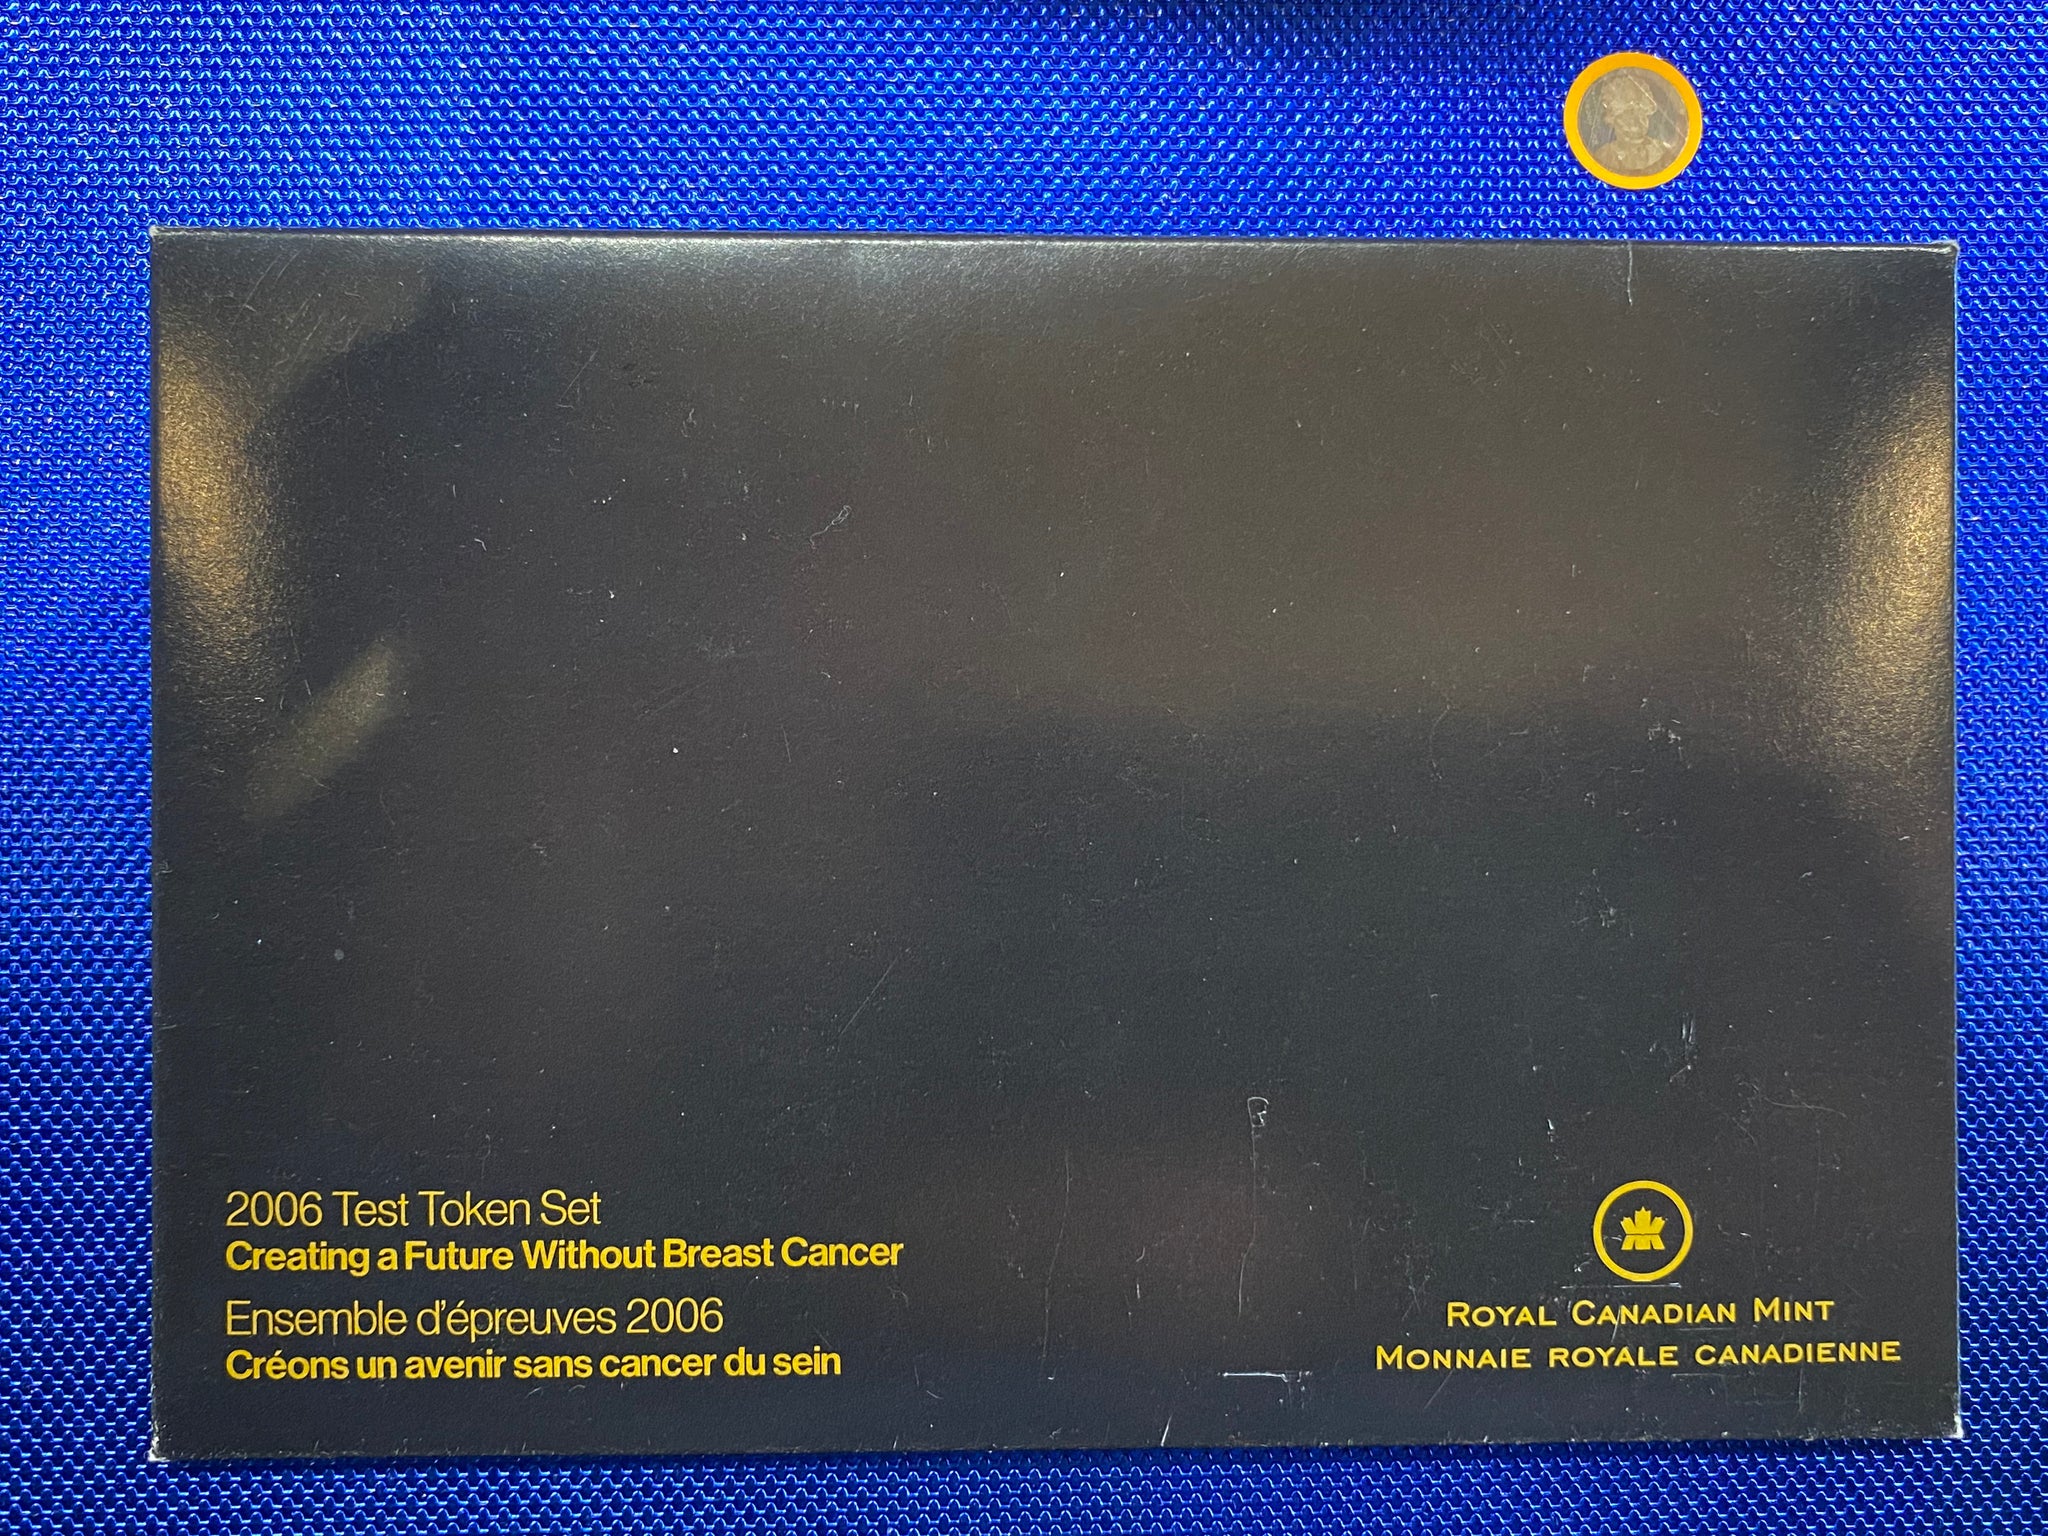 2006 Test Token Set
Creating a Future Without Breast Cancer
Ensemble d'épreuves 2006
Créons un avenir sans cancer du sein
ROYAL CANADIAN MINT
MONNAIE ROYALE CANADIENNE